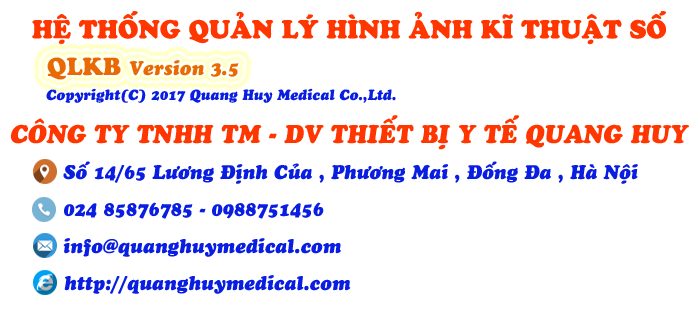 HỆ THỐNG QUẢN LÝ HÌNH ẢNH KĨ THUẬT SỐ
QLKB Version 3.5
Copyright(C) 2017 Quang Huy Medical Co.,Ltd.
CÔNG TY TNHH TM - DV THIẾT BỊ Y TẾ QUANG HUY
Số 14/65 Lương Định Của , Phương Mai , Đống Đa , Hà Nội
024 85876785 - 0988751456
info@quanghuymedical.com
http://quanghuymedical.com